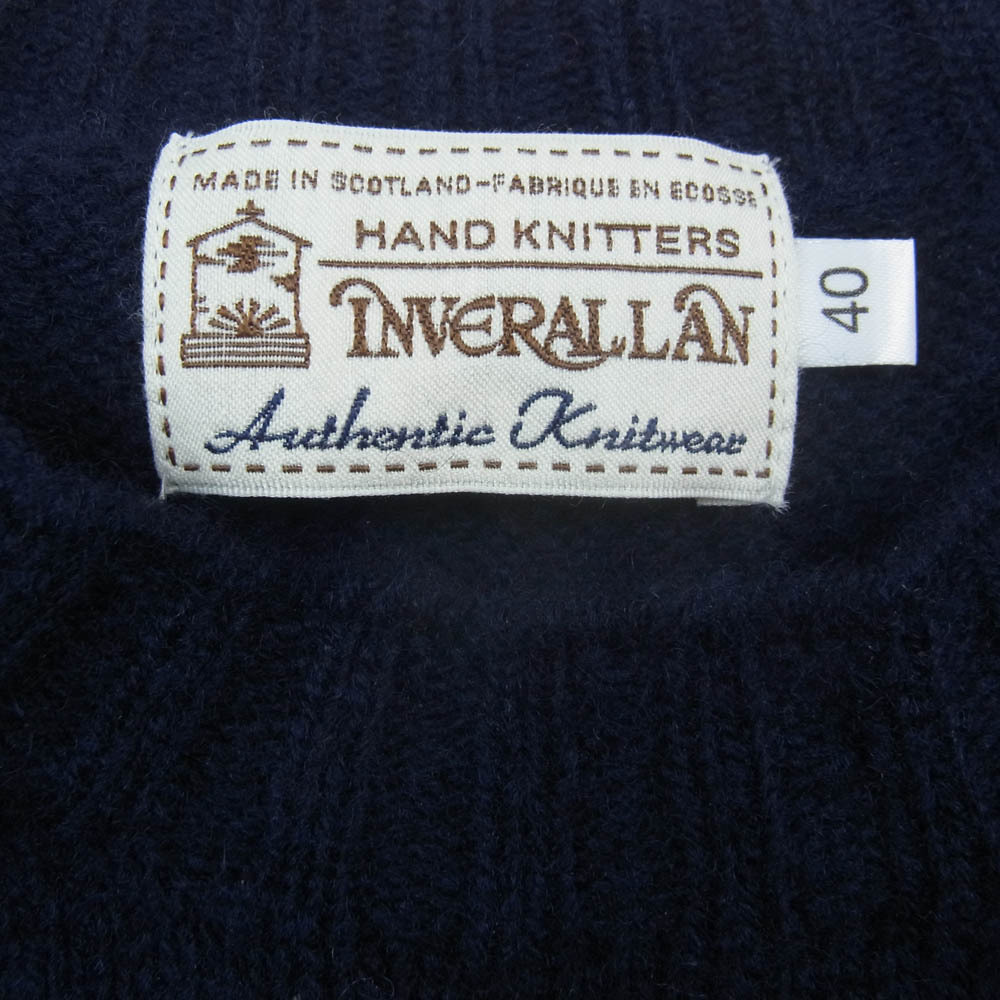 MADE IN SCOTLAND-FABRIQUE EN ECOSSE
HAND KNITTERS
INVERALLAN
Authentic Knitwear
40